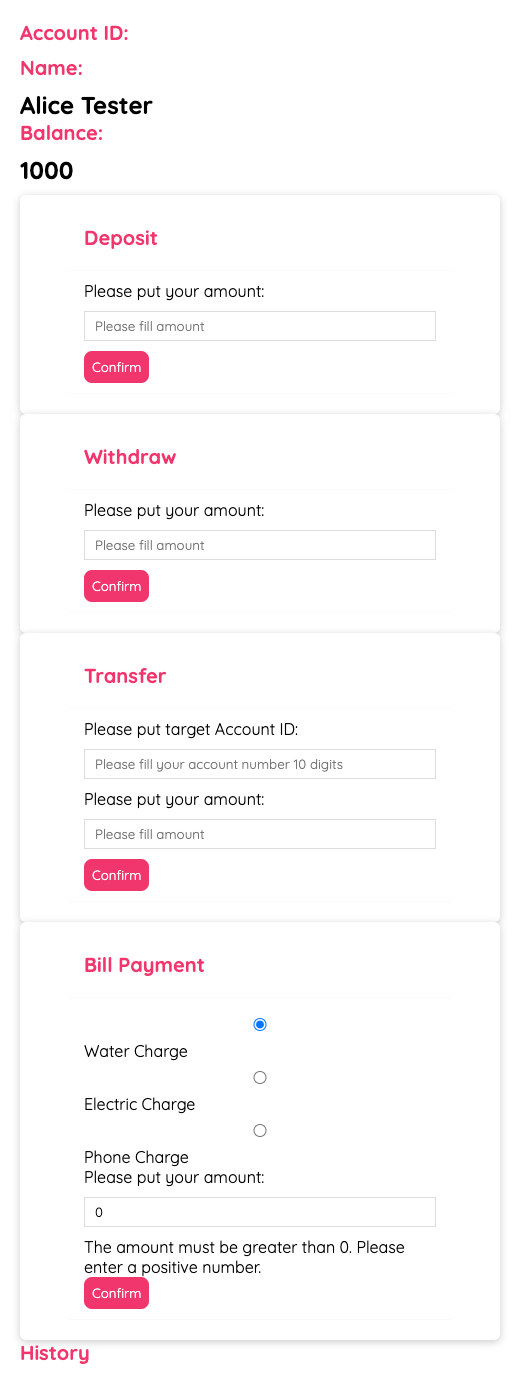 Account ID:
Name:
Alice Tester
Balance:
1000
Deposit
Please put your amount:
Please fill amount
Confirm
Withdraw
Please put your amount:
Please fill amount
Confirm
Transfer
Please put target Account ID:
Please fill your account number 10 digits
Please put your amount:
Please fill amount
Confirm
Bill Payment
Water Charge
Electric Charge
Phone Charge
Please put your amount:
0
The amount must be greater than 0. Please
enter a positive number.
Confirm
History